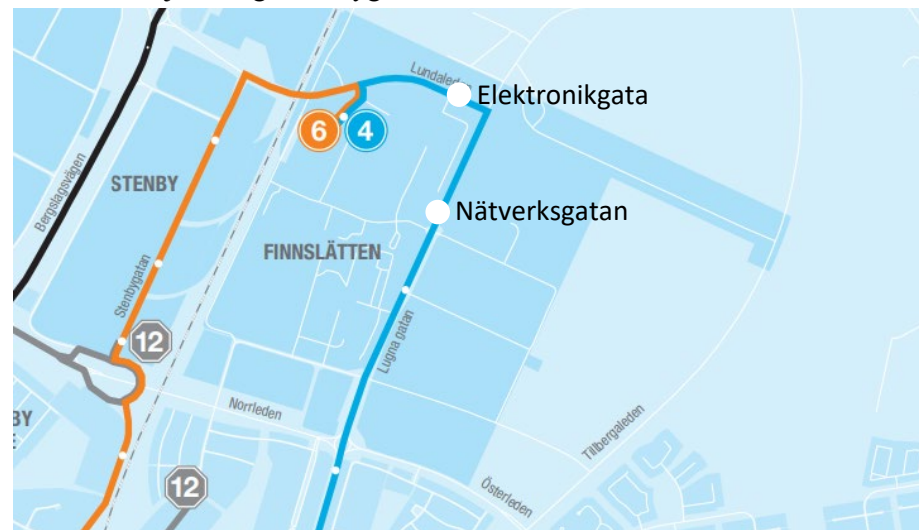 Lundaleden
Elektronikgata
6
4
Bergslagsvägen
STENBY
Nätverksgatan
FINNSLÄTTEN
Stenbygatan
12
Lugna gatan
Norrleden
BY
Tillbergaleden
12
Österleden